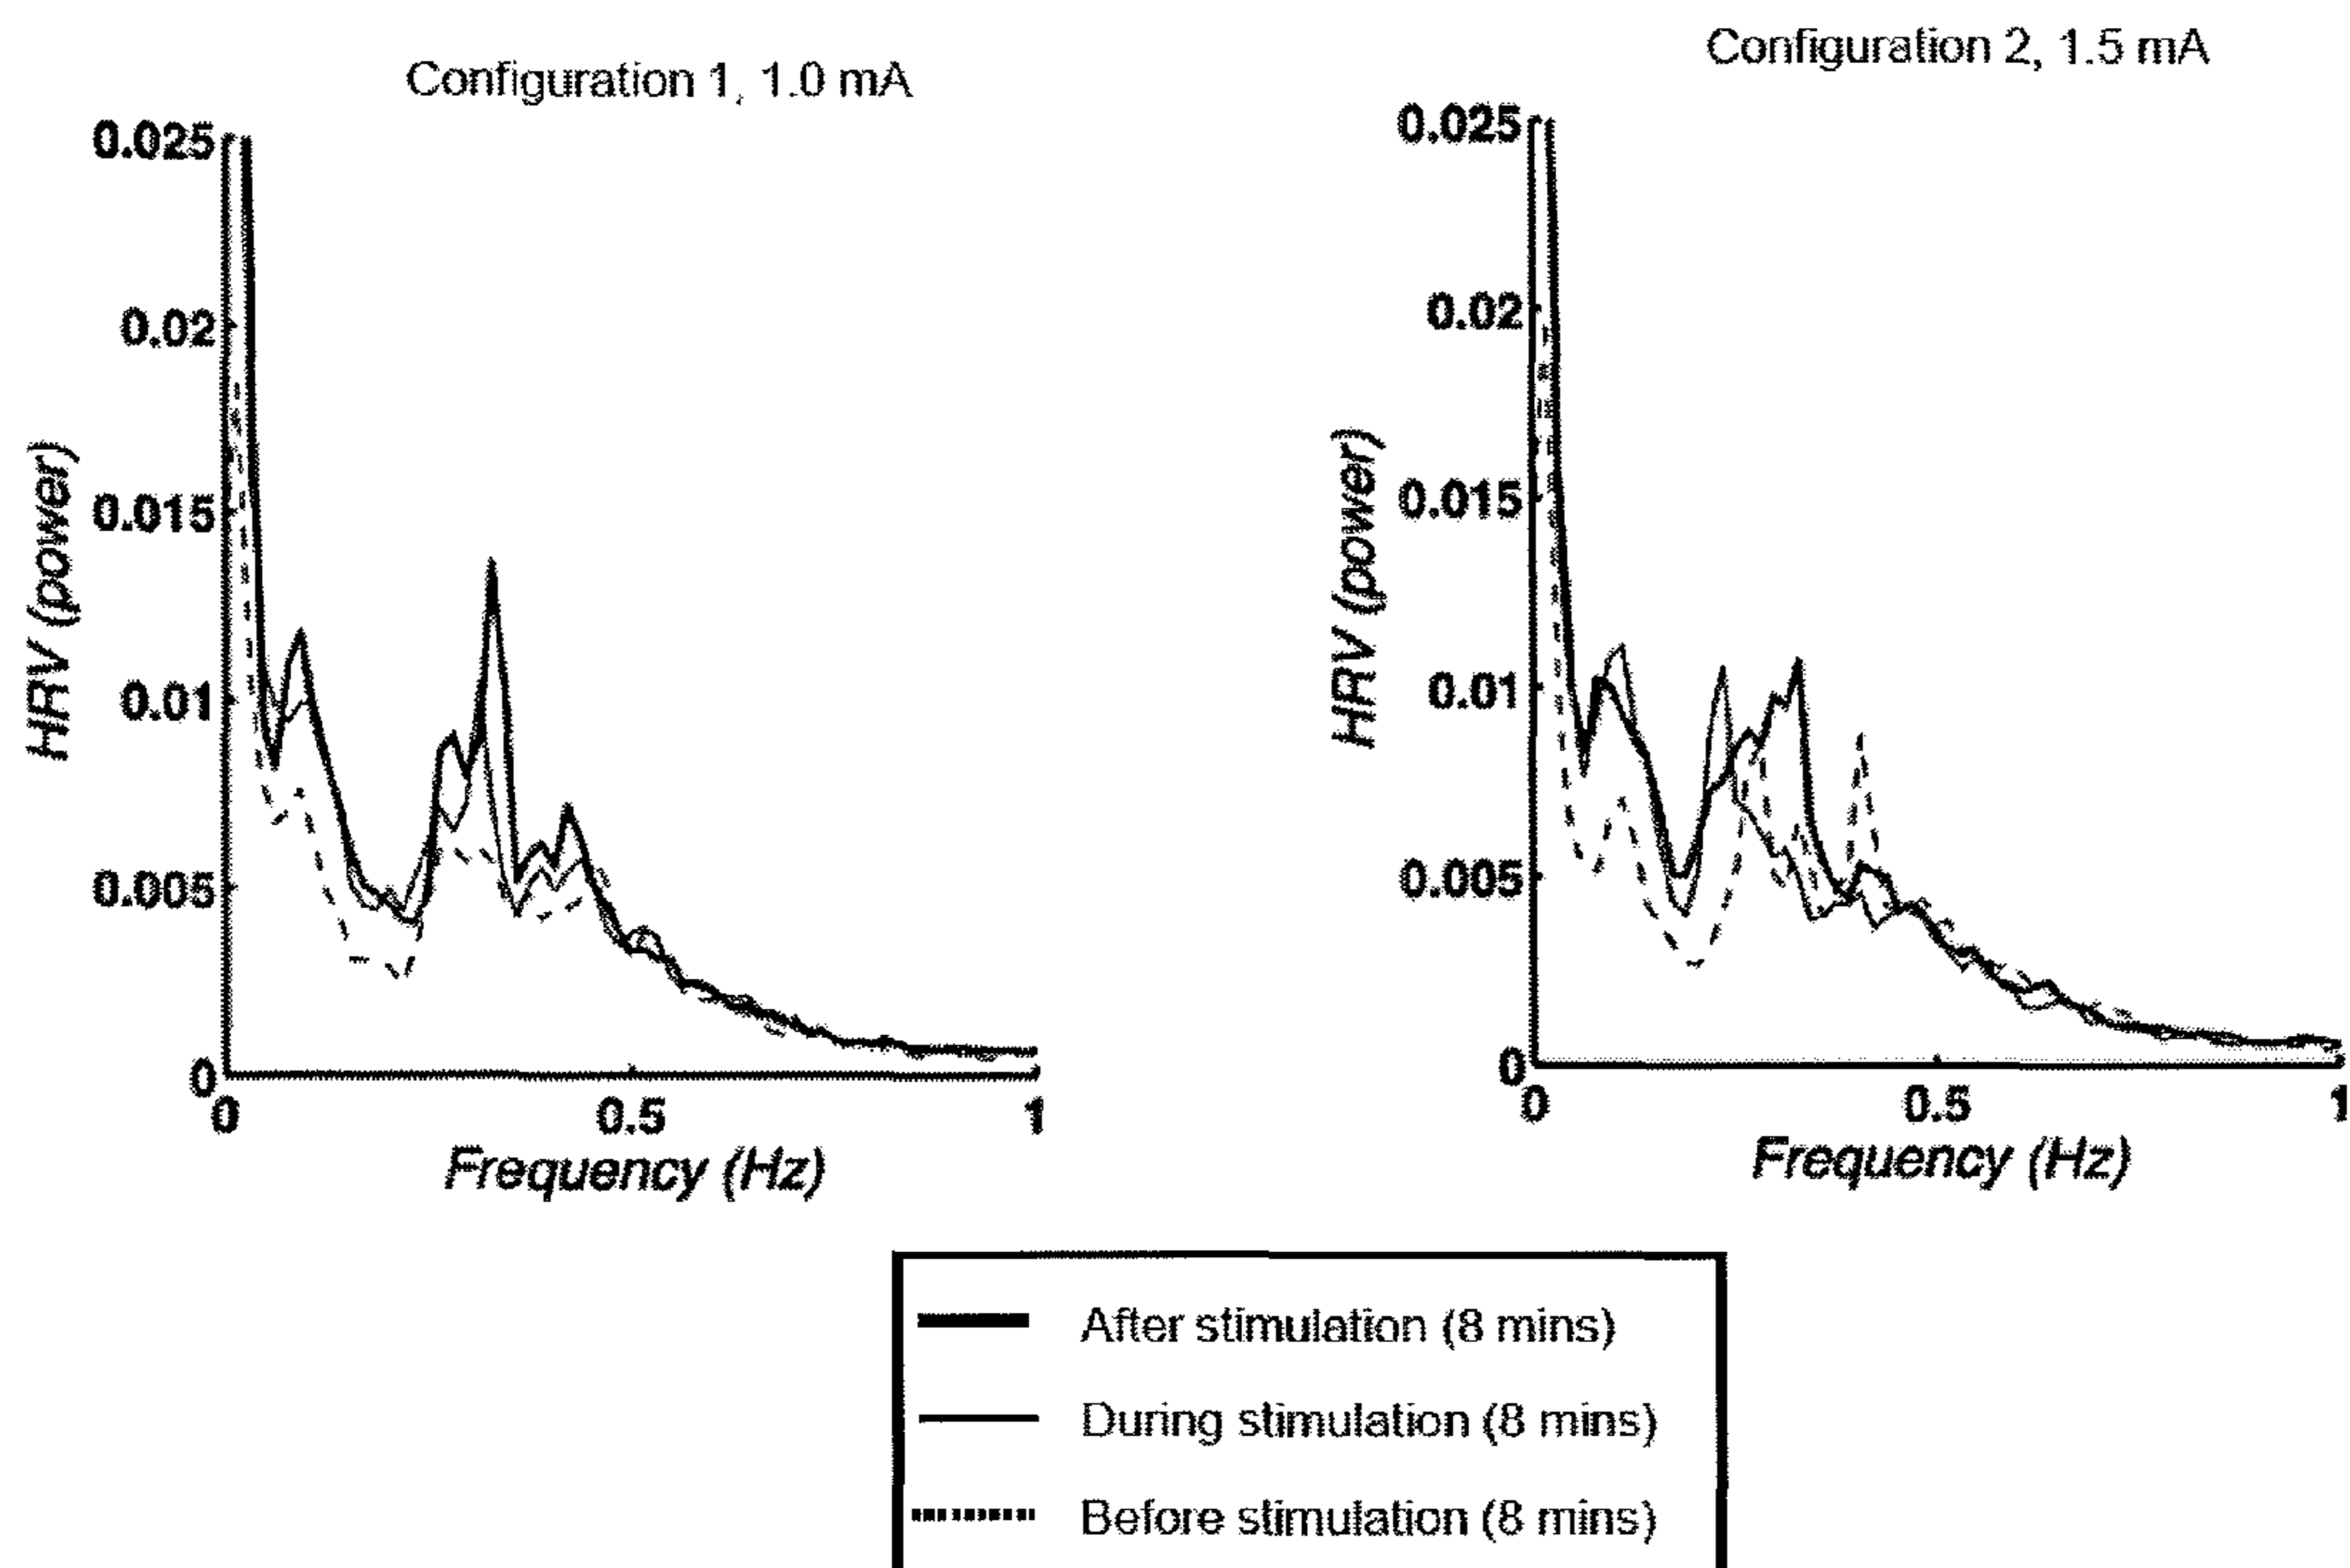 Configuration 1, 1.0 mA
0.025
0.02
0.015
0.01
0.005
0
HRV (power)
0
0.5
1
Frequency (Hz)
Configuration 2, 1.5 mA
0.025
0.02
0.015
0.01
0.005
0
HRV (power)
0
0.5
1
Frequency (Hz)
After stimulation (8 mins)
During stimulation (8 mins)
Before stimulation (8 mins)